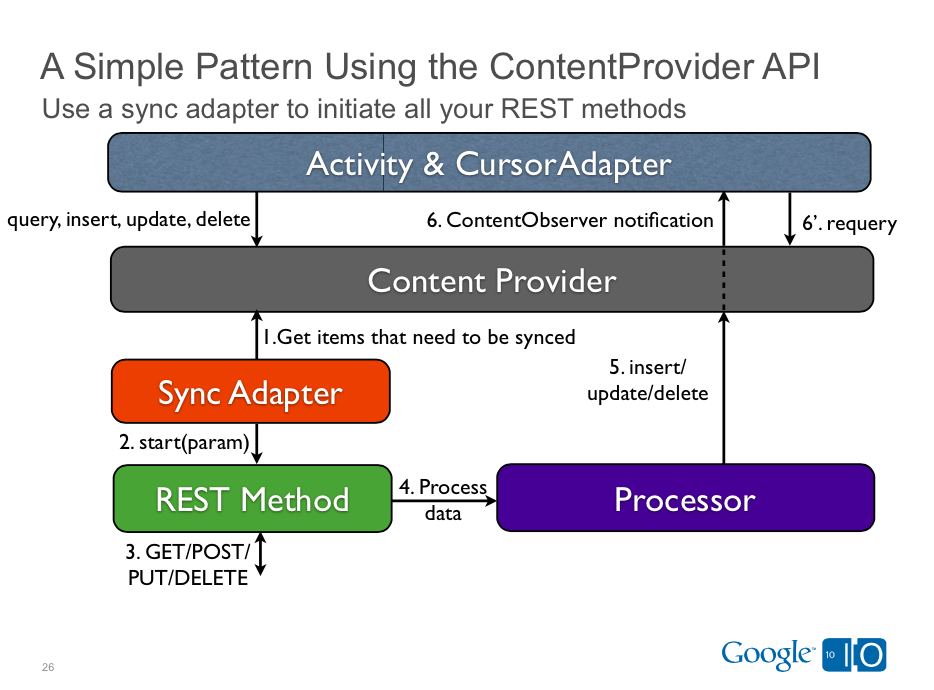 A Simple Pattern Using the ContentProvider API
Use a sync adapter to initiate all your REST methods
Activity & CursorAdapter
query, insert, update, delete
6. ContentObserver notification
6’. requery
Content Provider
1.Get items that need to be synced
5. insert/
update/delete
Sync Adapter
2. start(param)
REST Method
4. Process
data
Processor
3. GET/POST/
PUT/DELETE
26
Google™ 10 IO